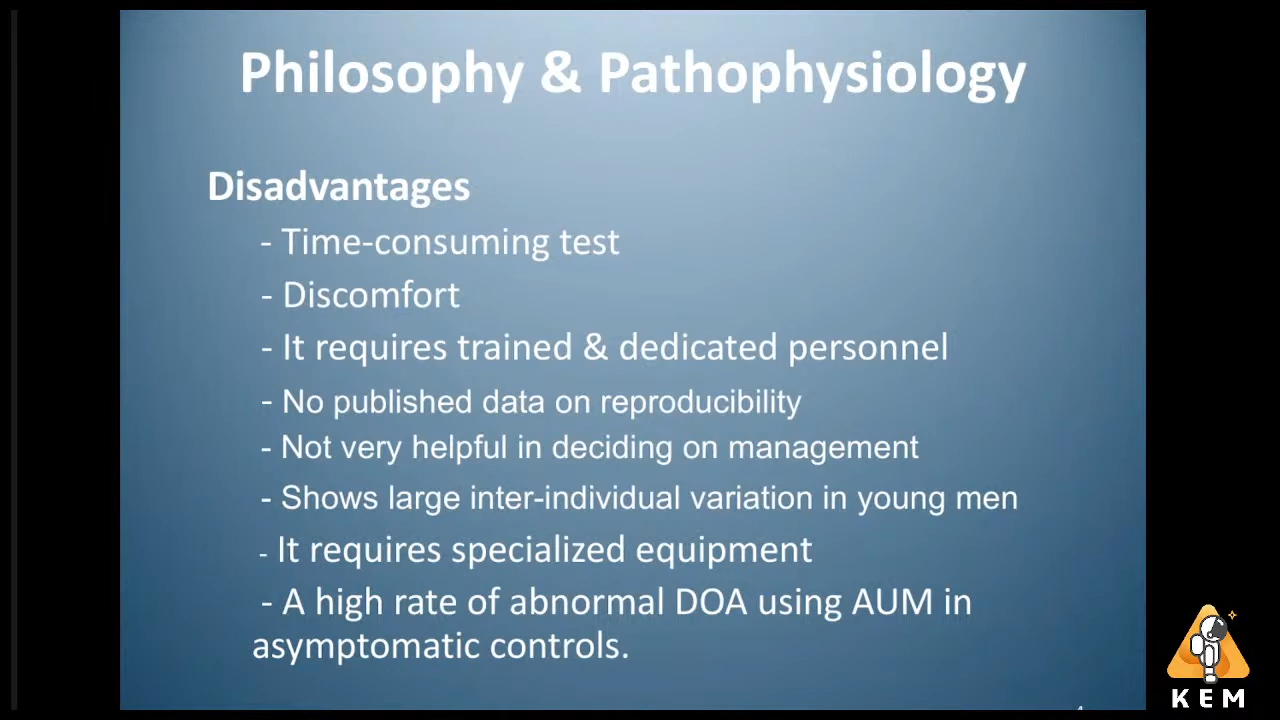 Philosophy & Pathophysiology
Disadvantages
- Time-consuming test
- Discomfort
- It requires trained & dedicated personnel
- No published data on reproducibility
- Not very helpful in deciding on management
- Shows large inter-individual variation in young men
- It requires specialized equipment
- A high rate of abnormal DOA using AUM in
asymptomatic controls.
KEM